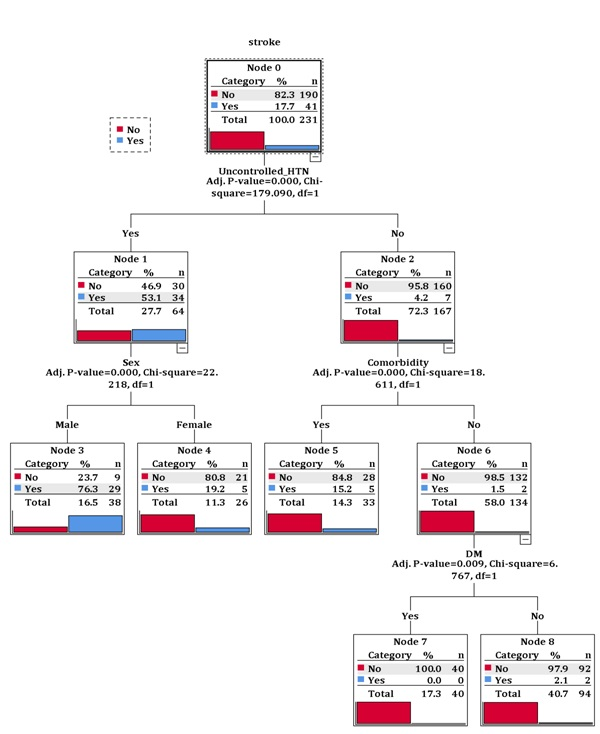 stroke
Node 0
Category % n
No 82.3 190
Yes 17.7 41
Total 100.0 231
No
Yes
Uncontrolled_HTN
Adj. P-value=0.000, Chi-
square=179.090, df=1
Yes
No
Node 1
Category % n
No 46.9 30
Yes 53.1 34
Total 27.7 64
Node 2
Category % n
No 95.8 160
Yes 4.2 7
Total 72.3 167
Sex
Adj. P-value=0.000, Chi-square=22.
218, df=1
Comorbidity
Adj. P-value=0.000, Chi-square=18.
611, df=1
Male
Female
Yes
No
Node 3
Category % n
No 23.7 9
Yes 76.3 29
Total 16.5 38
Node 4
Category % n
No 80.8 21
Yes 19.2 5
Total 11.3 26
Node 5
Category % n
No 84.8 28
Yes 15.2 5
Total 14.3 33
Node 6
Category % n
No 98.5 132
Yes 1.5 2
Total 58.0 134
DM
Adj. P-value=0.009, Chi-square=6.
767, df=1
Yes
No
Node 7
Category % n
No 100.0 40
Yes 0.0 0
Total 17.3 40
Node 8
Category % n
No 97.9 92
Yes 2.1 2
Total 40.7 94